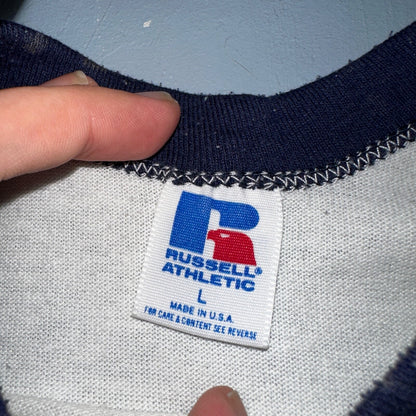 RUSSELL®
ATHLETIC
L
MADE IN U.S.A.
FOR CARE & CONTENT SEE REVERSE